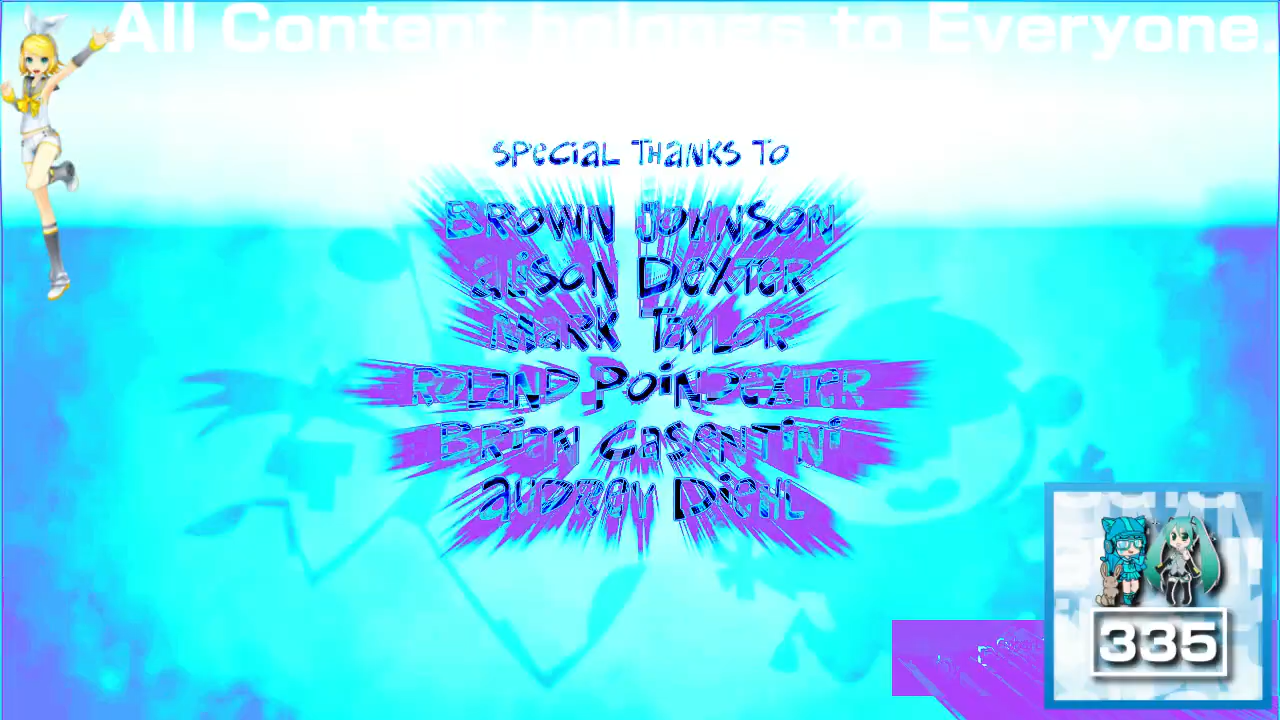 All Content belongs to Everyone.
SPECIAL THANKS TO
BROWN JOHNSON
ALISON DEXTER
MARK TAYLOR
ROLAND POINDEXTER
BRIAN CASENTINI
AUDREY DIEHL
335